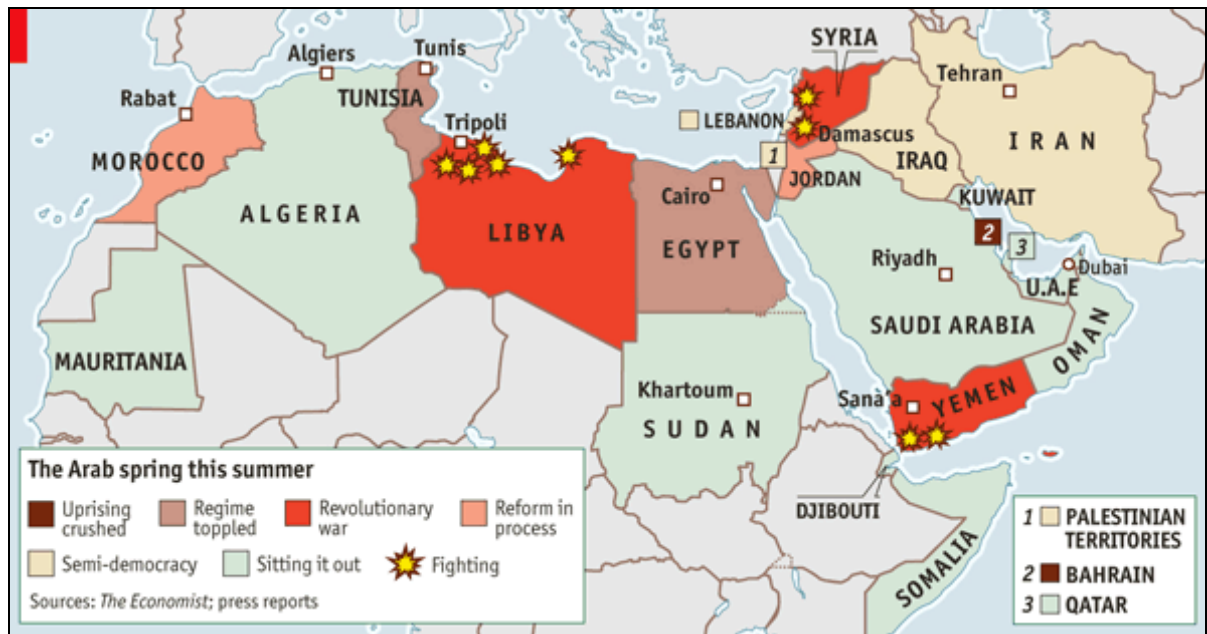 Algiers
Tunis
SYRIA
Tehran
Rabat
TUNISIA
Tripoli
LEBANON
Damascus
IRAN
MOROCCO
1
IRAQ
JORDAN
ALGERIA
Cairo
KUWAIT
LIBYA
EGYPT
2
3
Riyadh
Dubai
U.A.E
SAUDI ARABIA
OMAN
MAURITANIA
Khartoum
Sanà'a
YEMEN
SUDAN
DJIBOUTI
SOMALIA
The Arab spring this summer
Uprising crushed
Regime toppled
Revolutionary war
Reform in process
Semi-democracy
Sitting it out
Fighting
Sources: The Economist; press reports
1 PALESTINIAN
TERRITORIES
2 BAHRAIN
3 QATAR